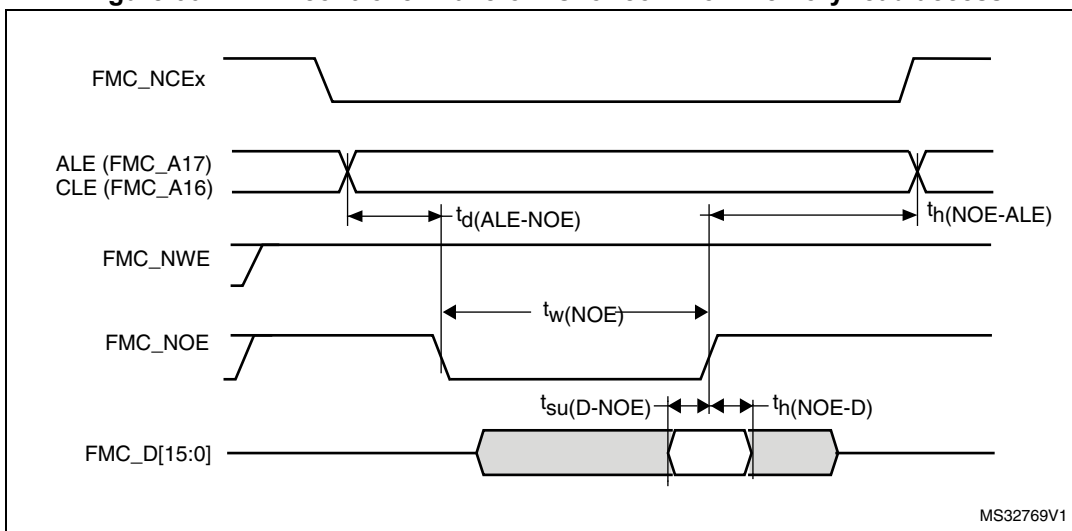 FMC_NCEx
ALE (FMC_A17)
CLE (FMC_A16)
td(ALE-NOE)
th(NOE-ALE)
FMC_NWE
tw(NOE)
FMC_NOE
tsu(D-NOE)
th(NOE-D)
FMC_D[15:0]
MS32769V1